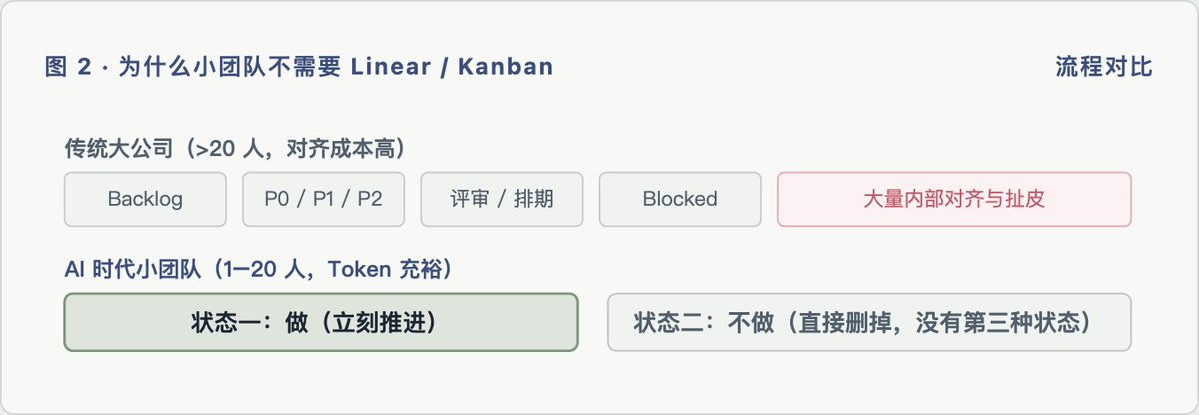 图 2 · 为什么小团队不需要 Linear / Kanban
流程对比
传统大公司（>20 人，对齐成本高）
Backlog
P0 / P1 / P2
评审 / 排期
Blocked
大量内部对齐与扯皮
AI 时代小团队（1—20 人，Token 充裕）
状态一：做（立刻推进）
状态二：不做（直接删掉，没有第三种状态）